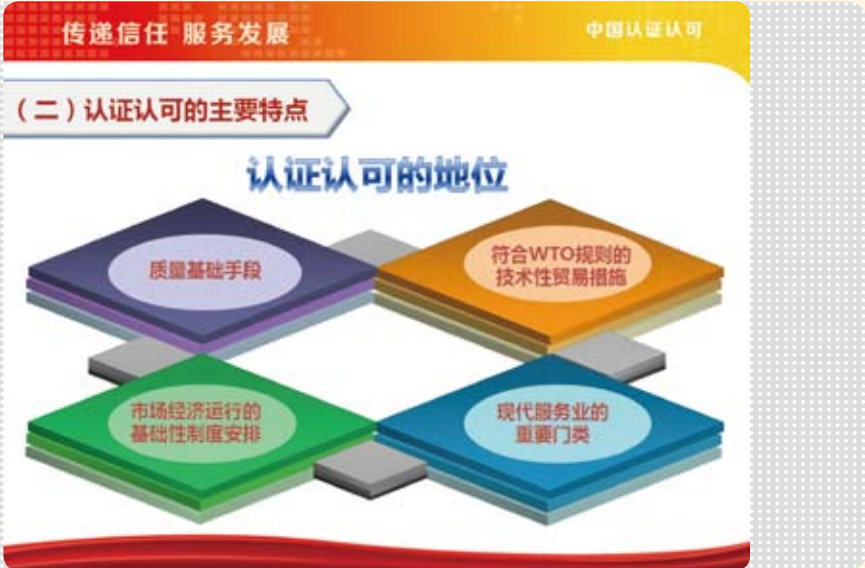 传递信任 服务发展
中国认证认可
（二）认证认可的主要特点
认证认可的地位
质量基础手段
符合WTO规则的
技术性贸易措施
市场经济运行的
基础性制度安排
现代服务业的
重要门类